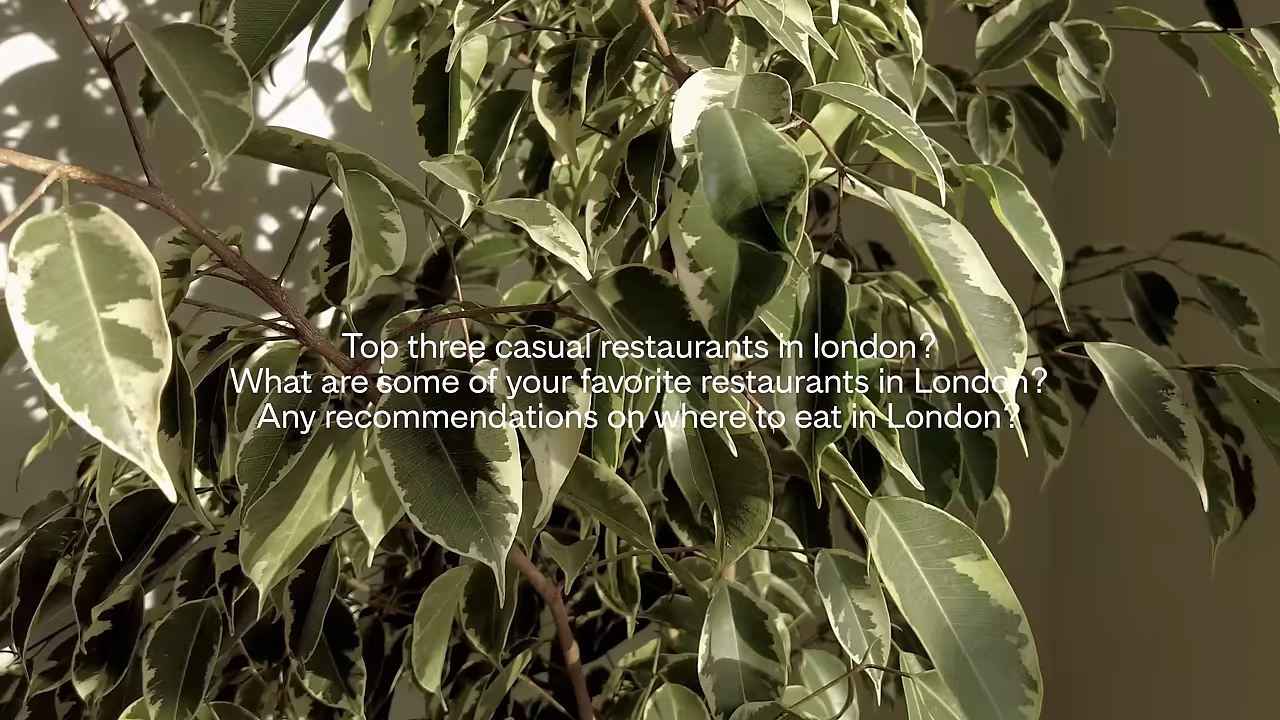 Top three casual restaurants in london?
What are some of your favorite restaurants in London?
Any recommendations on where to eat in London?